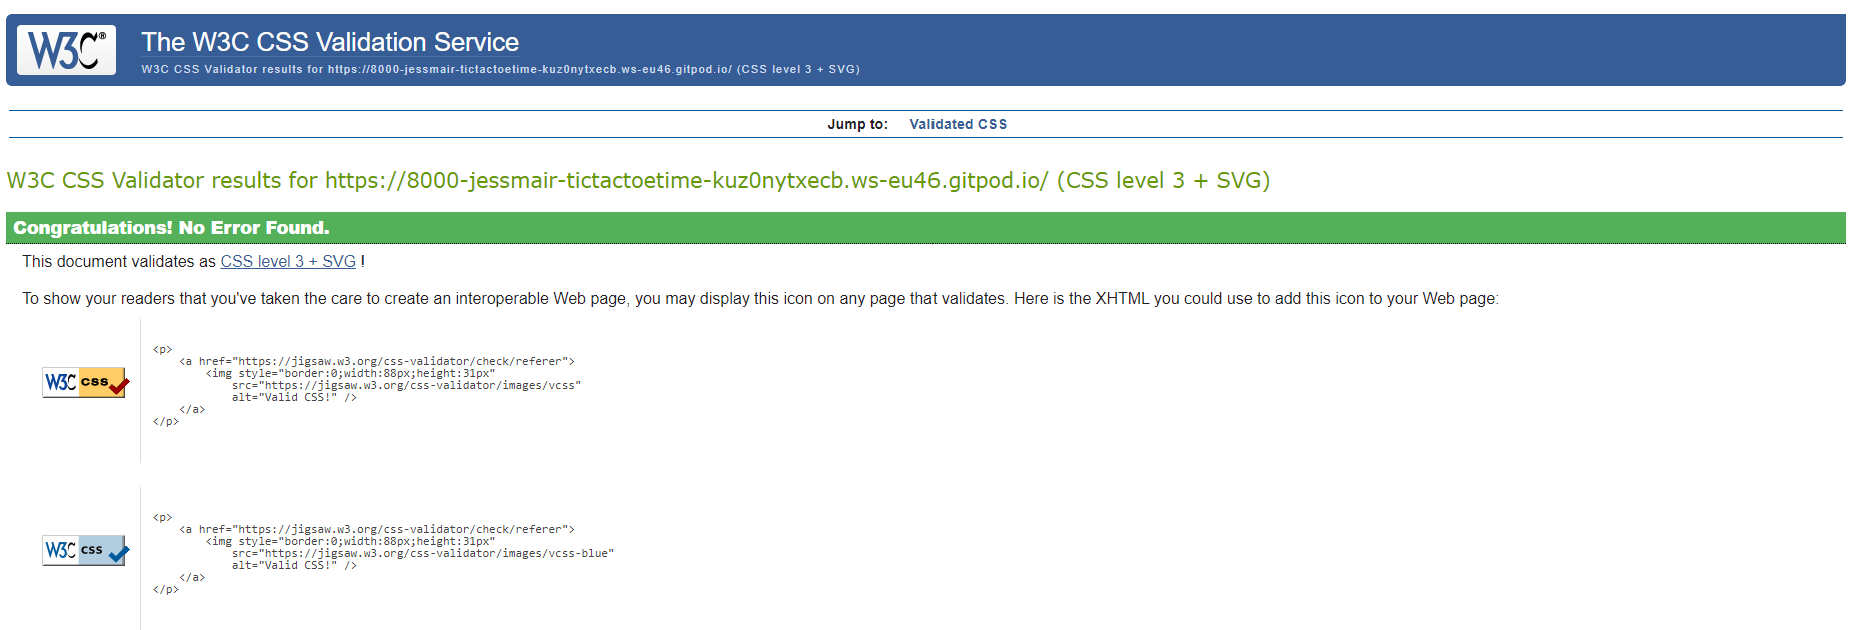 W3C®
The W3C CSS Validation Service
W3C CSS Validator results for https://8000-jessmair-tictactoetime-kuz0nytxecb.ws-eu46.gitpod.io/ (CSS level 3 + SVG)
Jump to: Validated CSS
W3C CSS Validator results for https://8000-jessmair-tictactoetime-kuz0nytxecb.ws-eu46.gitpod.io/ (CSS level 3 + SVG)
Congratulations! No Error Found.
This document validates as CSS level 3 + SVG !
To show your readers that you've taken the care to create an interoperable Web page, you may display this icon on any page that validates. Here is the XHTML you could use to add this icon to your Web page:
W3C css
<p>
<a href="https://jigsaw.w3.org/css-validator/check/referer">
<img style="border:0;width:88px;height:31px"
src="https://jigsaw.w3.org/css-validator/images/vcss"
alt="Valid CSS!" />
</a>
</p>
W3C css
<p>
<a href="https://jigsaw.w3.org/css-validator/check/referer">
<img style="border:0;width:88px;height:31px"
src="https://jigsaw.w3.org/css-validator/images/vcss-blue"
alt="Valid CSS!" />
</a>
</p>